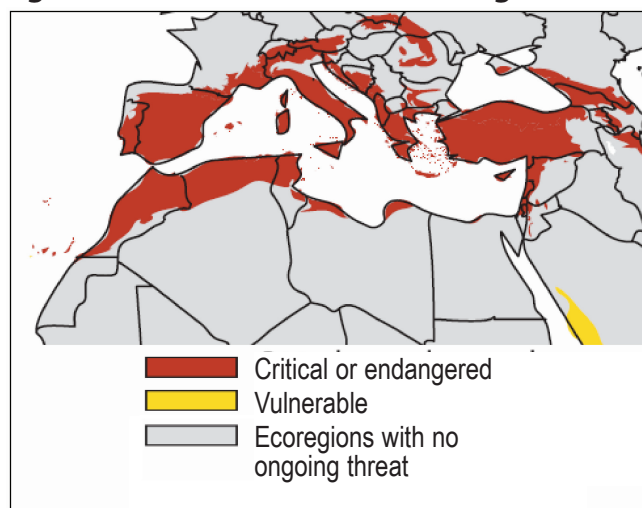 Critical or endangered
Vulnerable
Ecoregions with no
ongoing threat